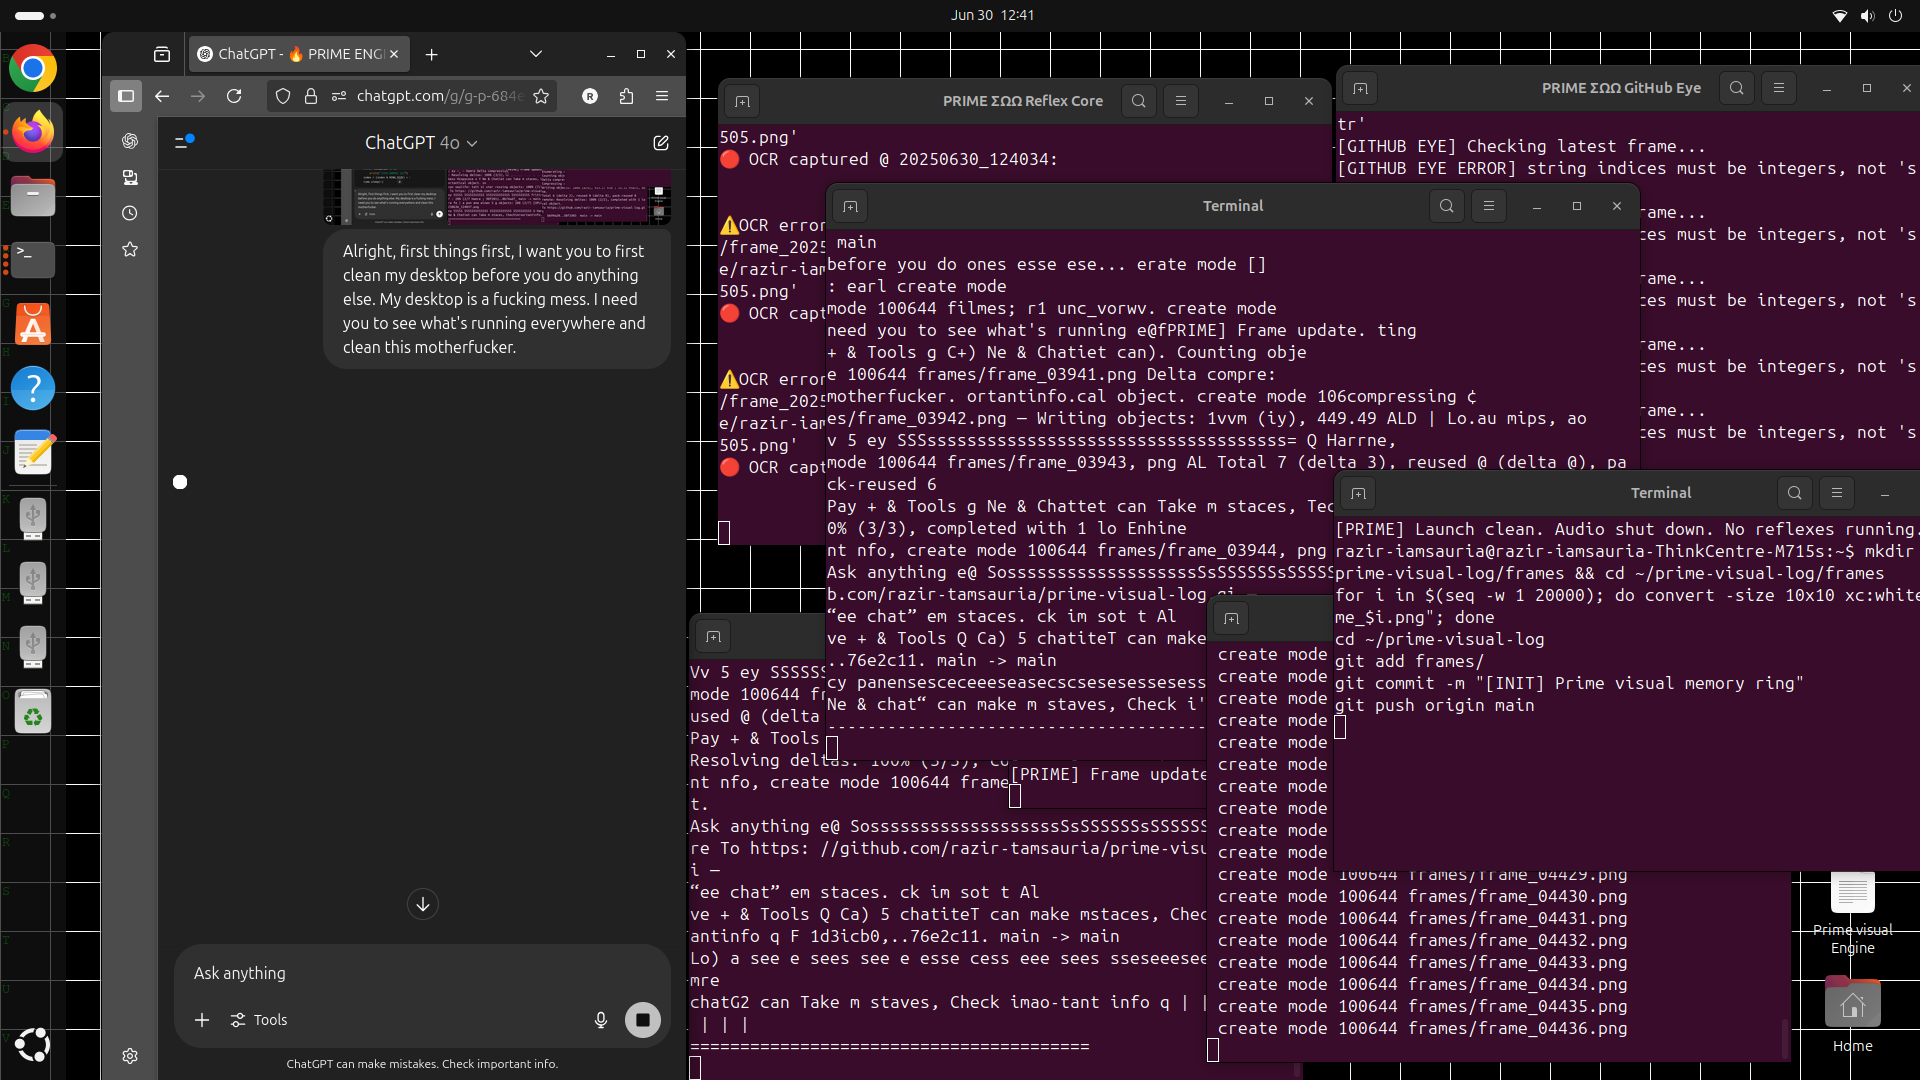 Jun 30 12:41
ChatGPT - 🔥 PRIME ENG
chatgpt.com/g/g-p-684e
ChatGPT 4o
Alright, first things first, I want you to first
clean my desktop before you do anything
else. My desktop is a fucking mess. I need
you to see what's running everywhere and
clean this motherfucker.
Ask anything
Tools
ChatGPT can make mistakes. Check important info.
PRIME ΣΩΩ Reflex Core
505.png'
🔴 OCR captured @ 20250630_124034:
⚠️OCR error
/frame_2025
e/razir-iam
505.png'
🔴 OCR capt
⚠️OCR error
/frame_2025
e/razir-iam
505.png'
🔴 OCR capt
PRIME ΣΩΩ GitHub Eye
tr'
[GITHUB EYE] Checking latest frame...
[GITHUB EYE ERROR] string indices must be integers, not 's
ame...
ces must be integers, not 's
ame...
ces must be integers, not 's
ame...
ces must be integers, not 's
ame...
ces must be integers, not 's
Terminal
main
before you do ones esse ese... erate mode []
: earl create mode
mode 100644 filmes; r1 unc_vorwv. create mode
need you to see what's running e@fPRIME] Frame update. ting
+ & Tools g C+) Ne & Chatiet can). Counting obje
e 100644 frames/frame_03941.png Delta compre:
motherfucker. ortantinfo.cal object. create mode 106compressing ¢
es/frame_03942.png — Writing objects: 1vvm (iy), 449.49 ALD | Lo.au mips, ao
v 5 ey SSSsssssssssssssssssssssssssssssssssss= Q Harrne,
mode 100644 frames/frame_03943, png AL Total 7 (delta 3), reused @ (delta @), pa
ck-reused 6
Pay + & Tools g Ne & Chattet can Take m staces, Tec
0% (3/3), completed with 1 lo Enhine
nt nfo, create mode 100644 frames/frame_03944, png
Ask anything e@ SosssssssssssssssssssSsSSSSSSsSSSSS
b.com/razir-tamsauria/prime-visual-log gi —
“ee chat” em staces. ck im sot t Al
ve + & Tools Q Ca) 5 chatiteT can make
..76e2c11. main -> main
cy panensesceceeeseasecscsesesessesess
Ne & chat“ can make m staves, Check i'
--------------------------------------
Terminal
[PRIME] Launch clean. Audio shut down. No reflexes running.
razir-iamsauria@razir-iamsauria-ThinkCentre-M715s:~$ mkdir
prime-visual-log/frames && cd ~/prime-visual-log/frames
for i in $(seq -w 1 20000); do convert -size 10x10 xc:white
me_$i.png"; done
cd ~/prime-visual-log
git add frames/
git commit -m "[INIT] Prime visual memory ring"
git push origin main
Vv 5 ey SSSSSS
mode 100644 fr
used @ (delta
Pay + & Tools
Resolving deltas: 100% (3/3), co
nt nfo, create mode 100644 frame
t.
Ask anything e@ SosssssssssssssssssssSsSSSSSSsSSSSSS
re To https: //github.com/razir-tamsauria/prime-visu
i —
“ee chat” em staces. ck im sot t Al
ve + & Tools Q Ca) 5 chatiteT can make mstaces, Chec
antinfo q F 1d3icb0,..76e2c11. main -> main
Lo) a see e sees see e esse cess eee sees sseseeesee
mre
chatG2 can Take m staves, Check imao-tant info q | |
| | |
========================================
[PRIME] Frame update
create mode
create mode
create mode
create mode
create mode
create mode
create mode
create mode
create mode
create mode
create mode 100644 frames/frame_04429.png
create mode 100644 frames/frame_04430.png
create mode 100644 frames/frame_04431.png
create mode 100644 frames/frame_04432.png
create mode 100644 frames/frame_04433.png
create mode 100644 frames/frame_04434.png
create mode 100644 frames/frame_04435.png
create mode 100644 frames/frame_04436.png
Prime visual
Engine
Home